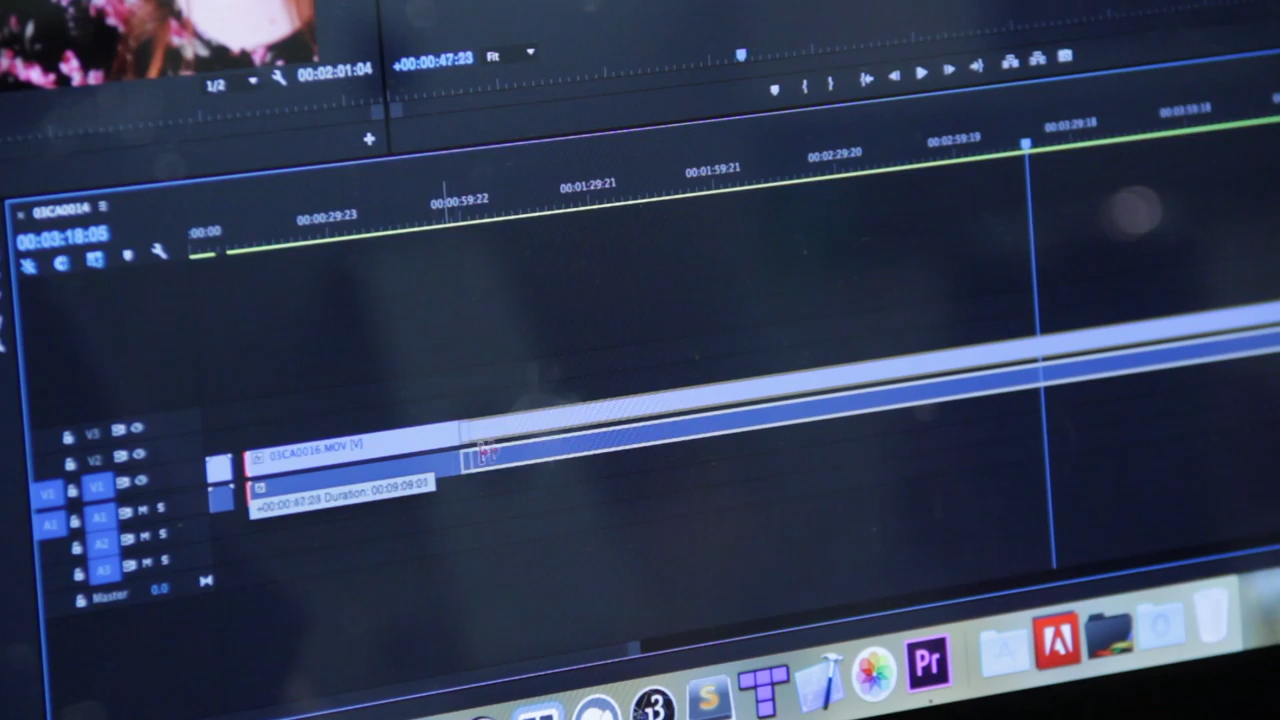 1/2 00:02:01:04
+00:00:47:23 Fit
03CA0014
00:03:18:05
:00:00 00:00:29:23 00:00:59:22 00:01:29:21 00:01:59:21 00:02:29:20 00:02:59:19 00:03:29:18 00:03:59:18
V3
V2
V1 V1
A1 A1 M S
A2 M S
A3 M S
Master 0.0
03CA0016.MOV [V]
Duration: 00:09:09:01
S
Pr